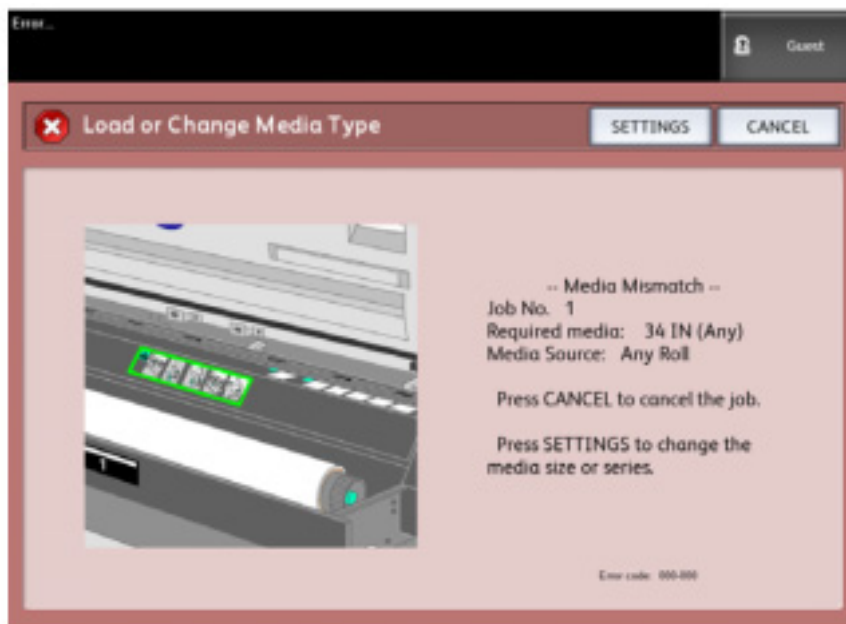 Error...
Guest
Load or Change Media Type
SETTINGS
CANCEL
-- Media Mismatch --
Job No. 1
Required media: 34 IN (Any)
Media Source: Any Roll
Press CANCEL to cancel the job.
Press SETTINGS to change the
media size or series.
1
Error code: 000-000